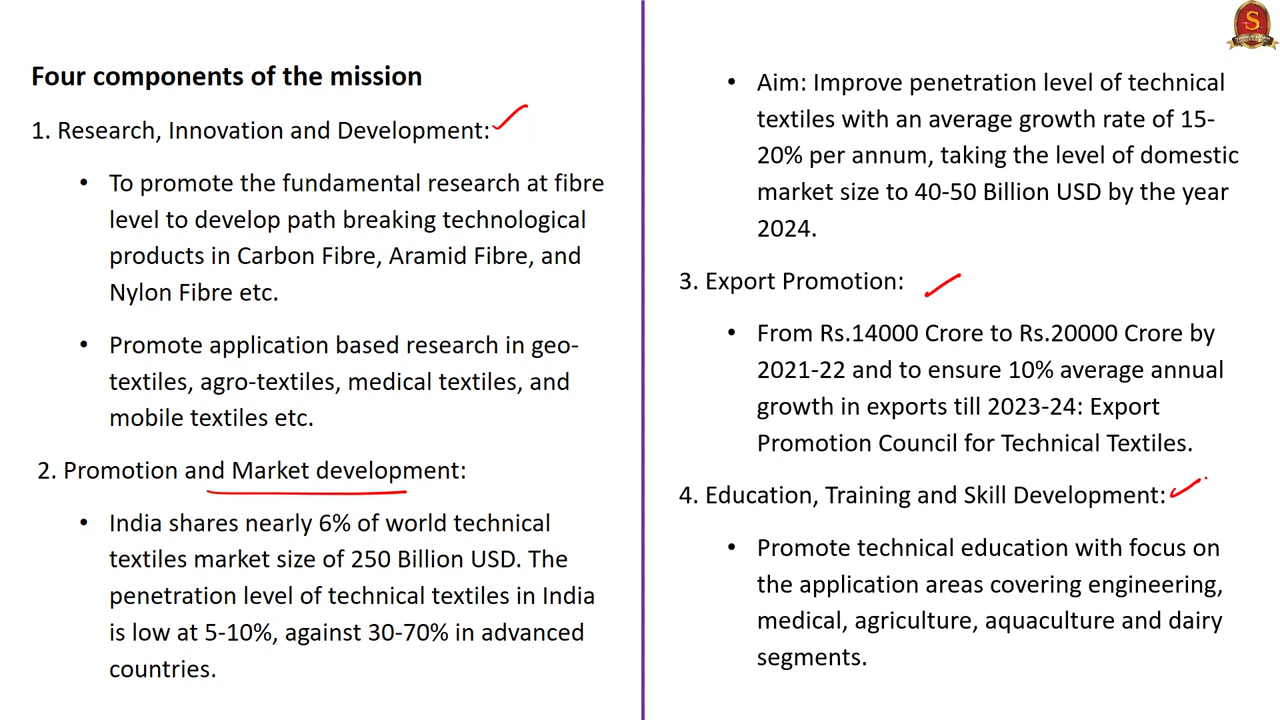 Four components of the mission
1. Research, Innovation and Development:
• To promote the fundamental research at fibre
level to develop path breaking technological
products in Carbon Fibre, Aramid Fibre, and
Nylon Fibre etc.
• Promote application based research in geo-
textiles, agro-textiles, medical textiles, and
mobile textiles etc.
2. Promotion and Market development:
• India shares nearly 6% of world technical
textiles market size of 250 Billion USD. The
penetration level of technical textiles in India
is low at 5-10%, against 30-70% in advanced
countries.
• Aim: Improve penetration level of technical
textiles with an average growth rate of 15-
20% per annum, taking the level of domestic
market size to 40-50 Billion USD by the year
2024.
3. Export Promotion:
• From Rs.14000 Crore to Rs.20000 Crore by
2021-22 and to ensure 10% average annual
growth in exports till 2023-24: Export
Promotion Council for Technical Textiles.
4. Education, Training and Skill Development:
• Promote technical education with focus on
the application areas covering engineering,
medical, agriculture, aquaculture and dairy
segments.
S